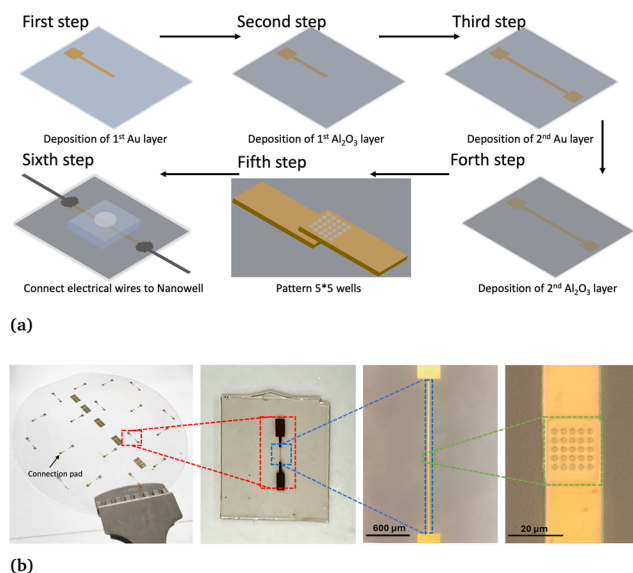 First step
Second step
Third step
Deposition of 1st Au layer
Deposition of 1st Al2O3 layer
Deposition of 2nd Au layer
Sixth step
Fifth step
Forth step
Connect electrical wires to Nanowell
Pattern 5*5 wells
Deposition of 2nd Al2O3
layer
(a)
Connection pad
600 µm
20 µm
(b)